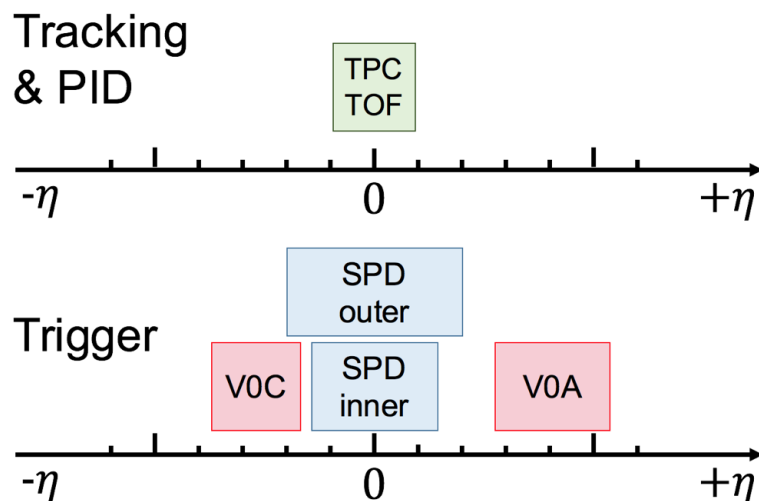 Tracking
& PID
TPC
TOF
-η 0 +η
SPD
outer
Trigger
V0C
SPD
inner
V0A
-η 0 +η